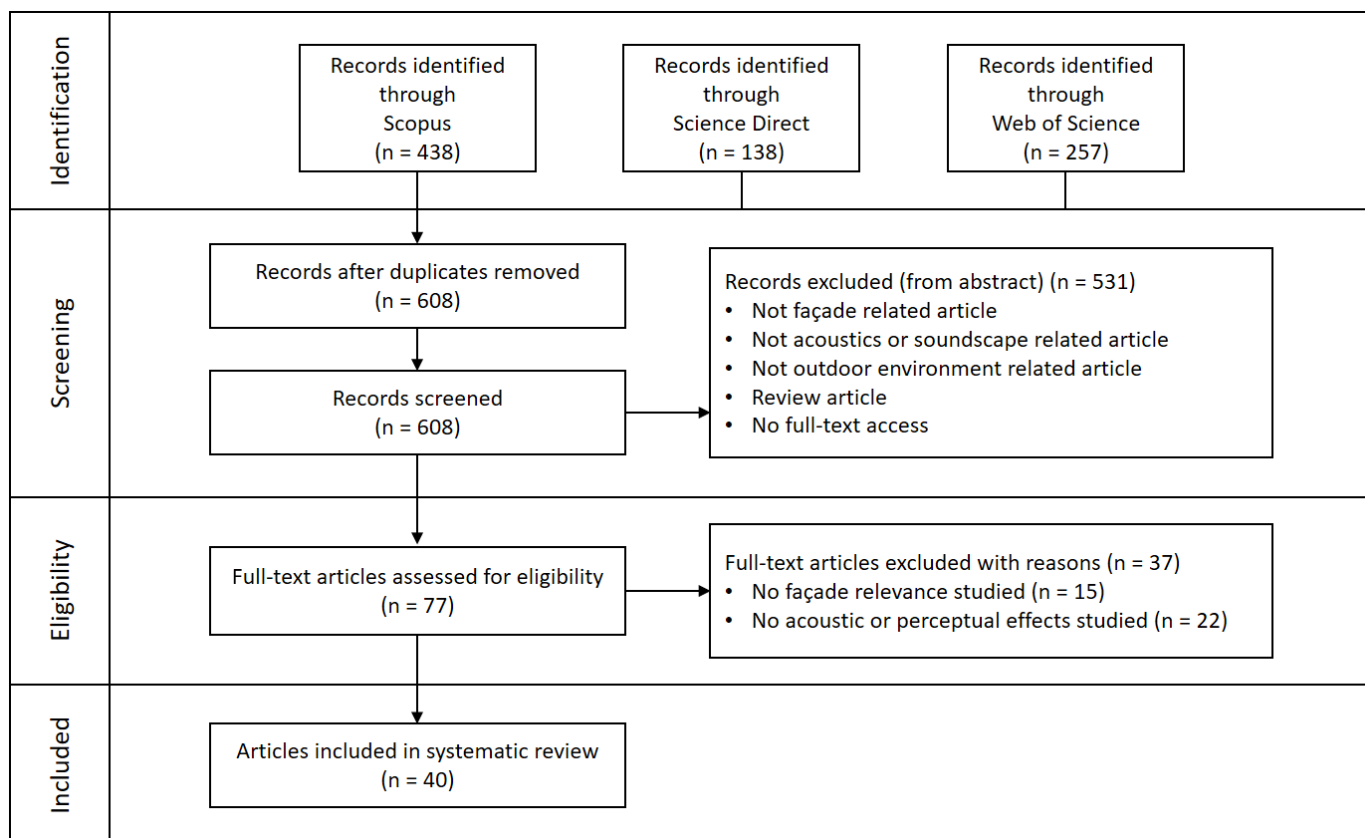 Identification
Records identified
through
Scopus
(n = 438)
Records identified
through
Science Direct
(n = 138)
Records identified
through
Web of Science
(n = 257)
Screening
Records after duplicates removed
(n = 608)
Records screened
(n = 608)
Records excluded (from abstract) (n = 531)
• Not façade related article
• Not acoustics or soundscape related article
• Not outdoor environment related article
• Review article
• No full-text access
Eligibility
Full-text articles assessed for eligibility
(n = 77)
Full-text articles excluded with reasons (n = 37)
• No façade relevance studied (n = 15)
• No acoustic or perceptual effects studied (n = 22)
Included
Articles included in systematic review
(n = 40)